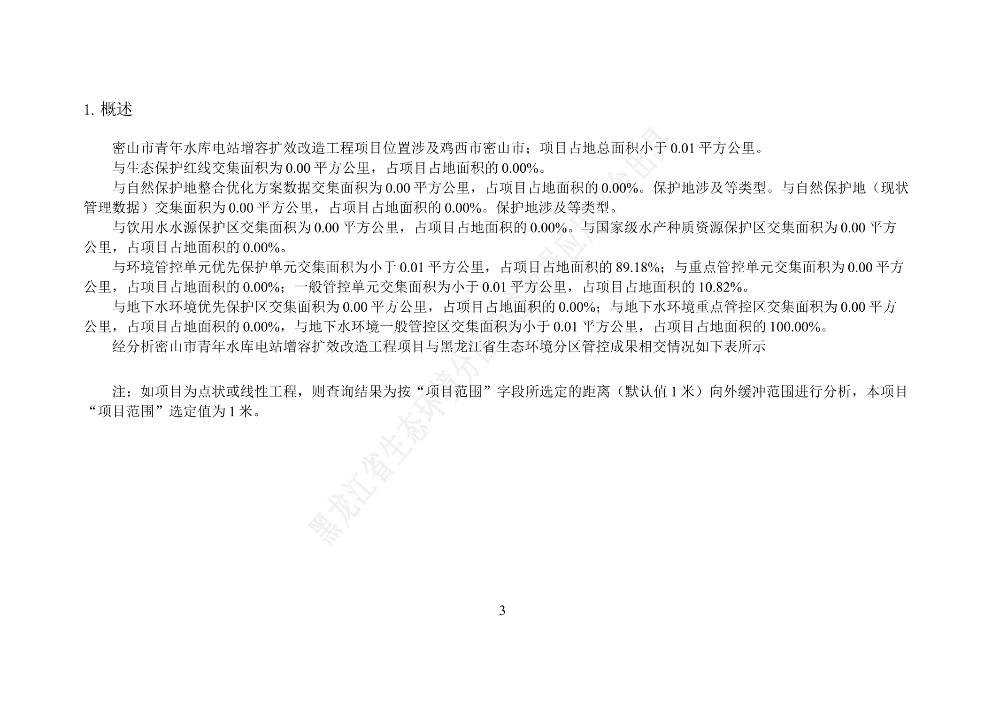 1. 概述
密山市青年水库电站增容扩效改造工程项目位置涉及鸡西市密山市；项目占地总面积小于 0.01 平方公里。
与生态保护红线交集面积为 0.00 平方公里，占项目占地面积的 0.00%。
与自然保护地整合优化方案数据交集面积为 0.00 平方公里，占项目占地面积的 0.00%。保护地涉及等类型。与自然保护地（现状
管理数据）交集面积为 0.00 平方公里，占项目占地面积的 0.00%。保护地涉及等类型。
与饮用水水源保护区交集面积为 0.00 平方公里，占项目占地面积的 0.00%。与国家级水产种质资源保护区交集面积为 0.00 平方
公里，占项目占地面积的 0.00%。
与环境管控单元优先保护单元交集面积为小于 0.01 平方公里，占项目占地面积的 89.18%；与重点管控单元交集面积为 0.00 平方
公里，占项目占地面积的 0.00%；一般管控单元交集面积为小于 0.01 平方公里，占项目占地面积的 10.82%。
与地下水环境优先保护区交集面积为 0.00 平方公里，占项目占地面积的 0.00%；与地下水环境重点管控区交集面积为 0.00 平方
公里，占项目占地面积的 0.00%，与地下水环境一般管控区交集面积为小于 0.01 平方公里，占项目占地面积的 100.00%。
经分析密山市青年水库电站增容扩效改造工程项目与黑龙江省生态环境分区管控成果相交情况如下表所示
注：如项目为点状或线性工程，则查询结果为按“项目范围”字段所选定的距离（默认值 1 米）向外缓冲范围进行分析，本项目
“项目范围”选定值为 1 米。
黑龙江省生态环境分区管控数据应用平台出具
3